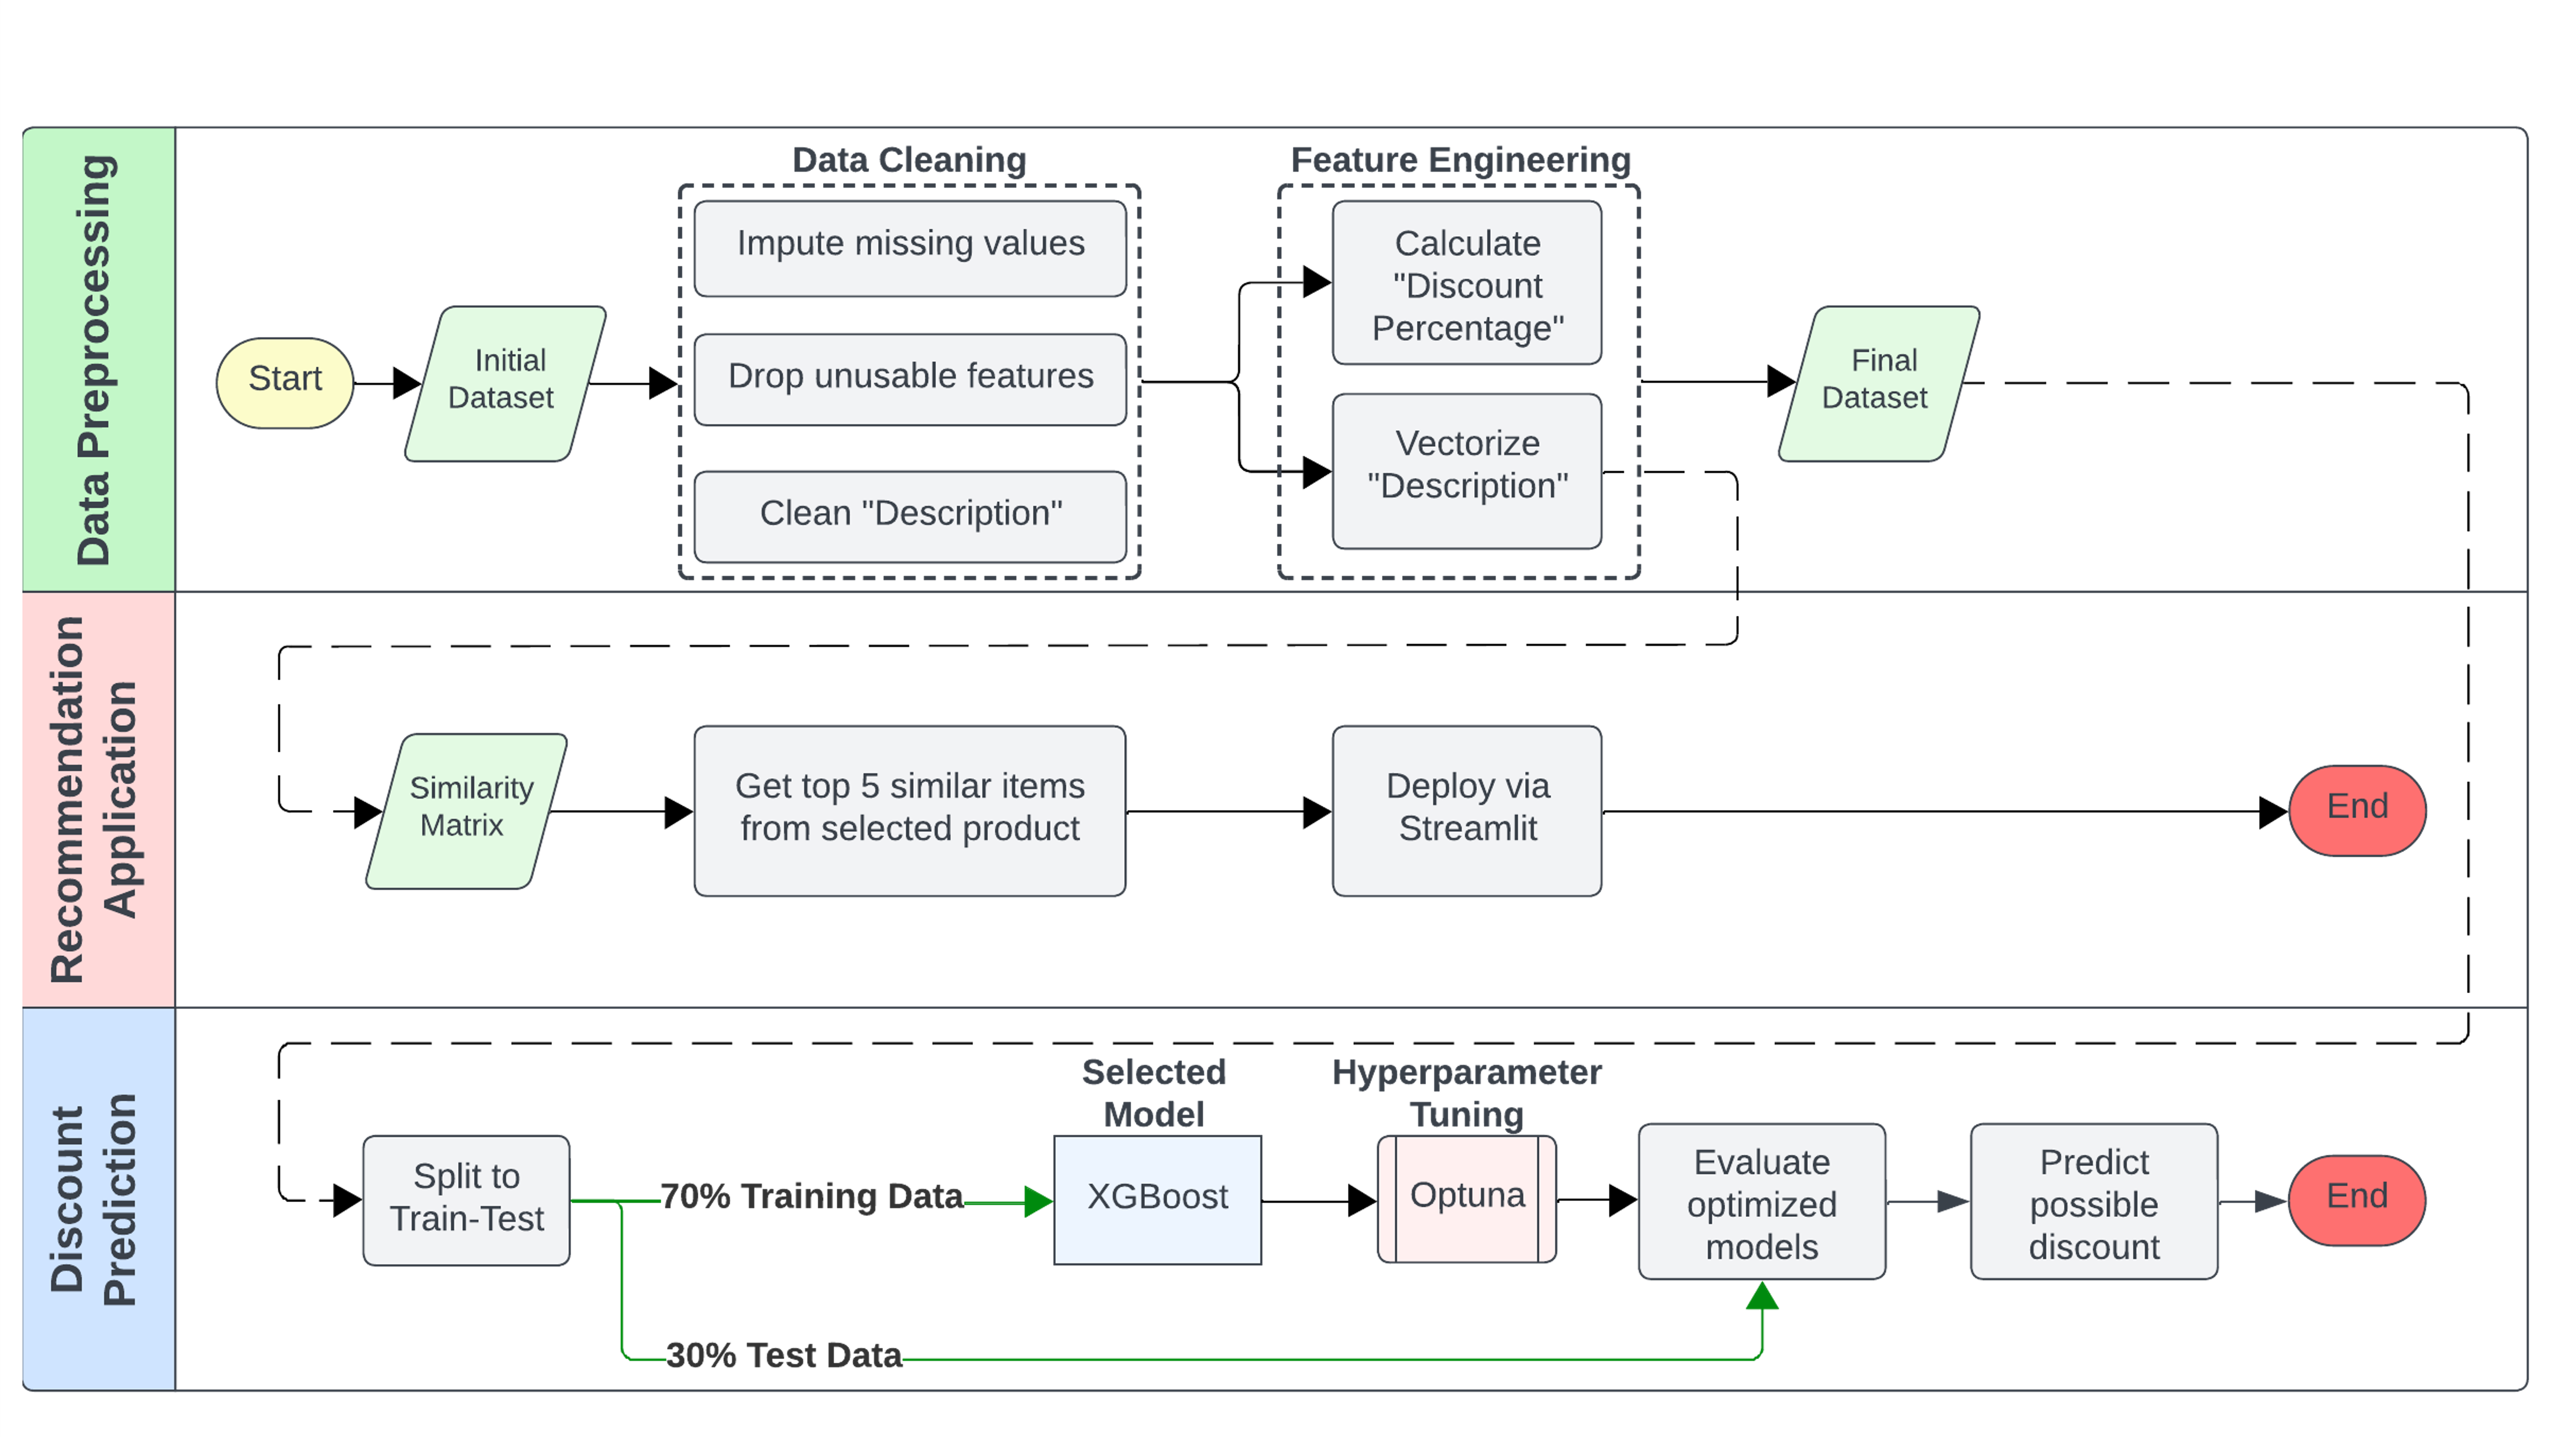 Data Preprocessing
Start
Initial
Dataset
Data Cleaning
Impute missing values
Drop unusable features
Clean "Description"
Feature Engineering
Calculate
"Discount
Percentage"
Vectorize
"Description"
Final
Dataset
Recommendation
Application
Similarity
Matrix
Get top 5 similar items
from selected product
Deploy via
Streamlit
End
Discount
Prediction
Split to
Train-Test
70% Training Data
30% Test Data
Selected
Model
XGBoost
Hyperparameter
Tuning
Optuna
Evaluate
optimized
models
Predict
possible
discount
End